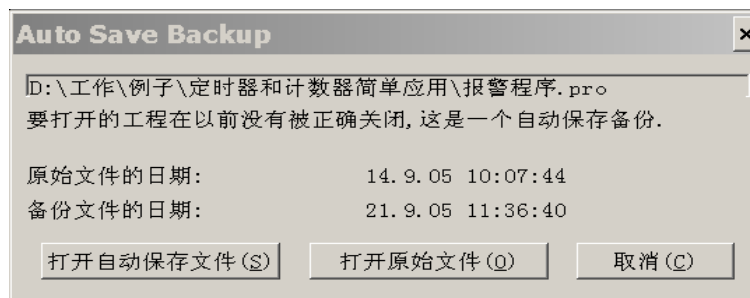 Auto Save Backup
D:\工作\例子\定时器和计数器简单应用\报警程序.pro
要打开的工程在以前没有被正确关闭,这是一个自动保存备份.
原始文件的日期: 14.9.05 10:07:44
备份文件的日期: 21.9.05 11:36:40
打开自动保存文件(S) 打开原始文件(O) 取消(C)